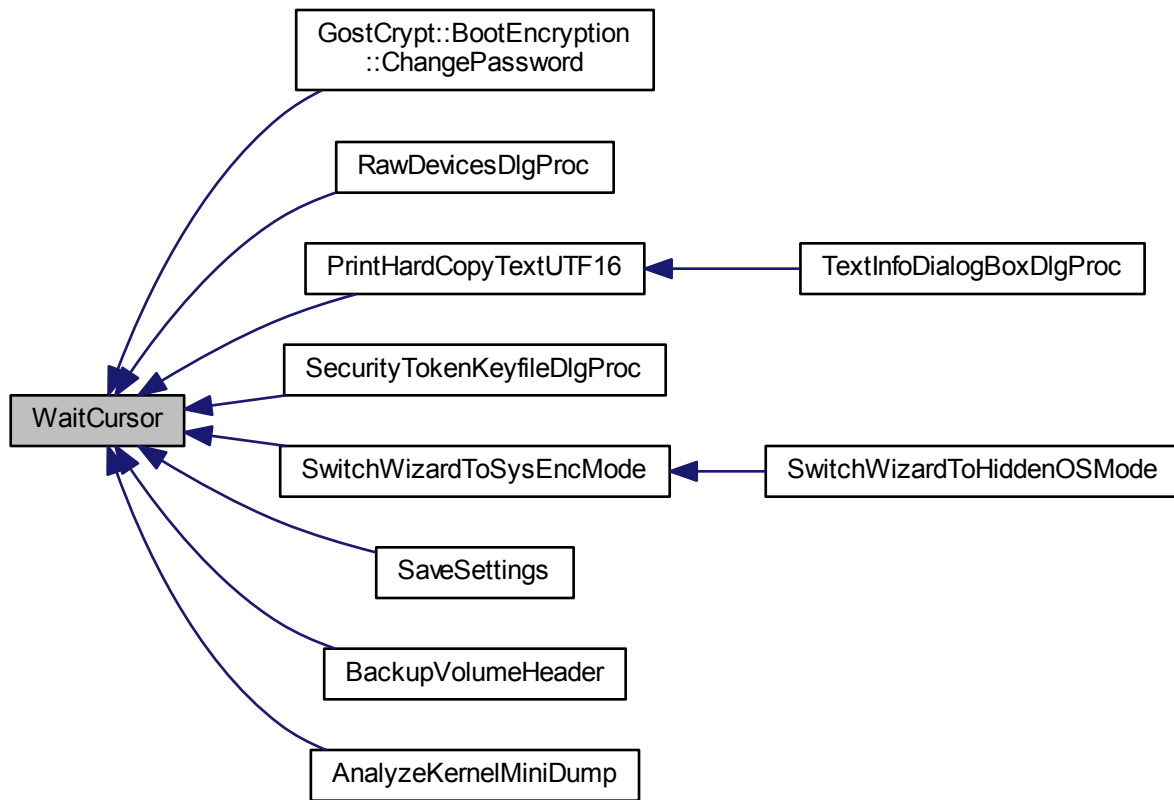 GostCrypt::BootEncryption
::ChangePassword
RawDevicesDlgProc
PrintHardCopyTextUTF16
TextInfoDialogBoxDlgProc
SecurityTokenKeyfileDlgProc
WaitCursor
SwitchWizardToSysEncMode
SwitchWizardToHiddenOSMode
SaveSettings
BackupVolumeHeader
AnalyzeKernelMiniDump